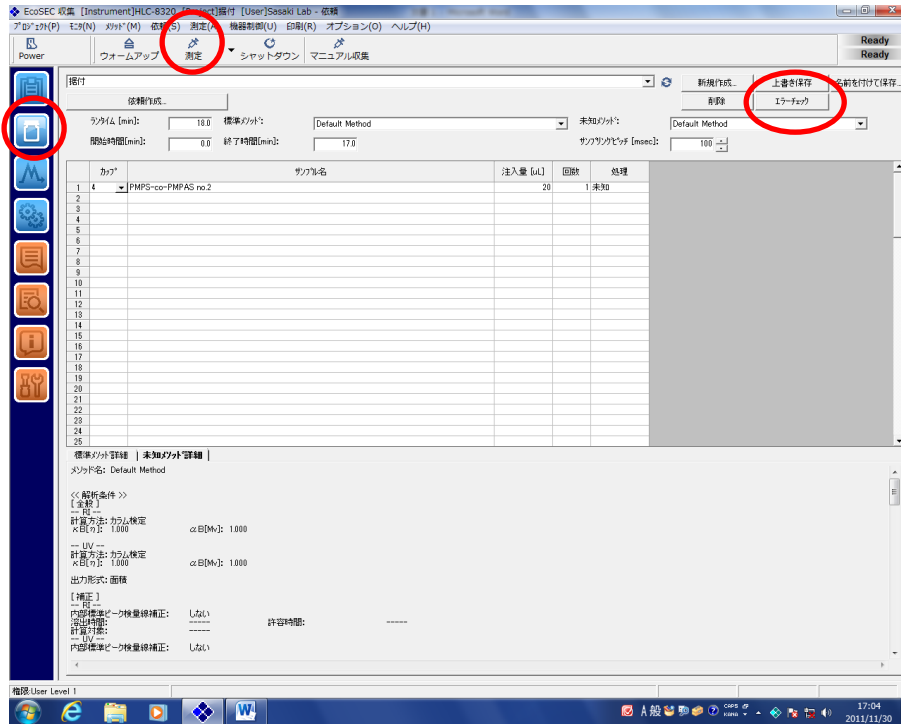 EcoSEC 収集 [Instrument]HLC-8320 [Project]据付 [User]Sasaki Lab - 依頼
ﾌﾟﾛｼﾞｪｸﾄ(P) ﾓﾆﾀ(N) ﾒｿｯﾄﾞ(M) 依頼(S) 測定(A) 機器制御(U) 印刷(R) オプション(O) ヘルプ(H)
Power ウォームアップ 測定 シャットダウン マニュアル収集
Ready
Ready
据付 新規作成... 上書き保存 名前を付けて保存...
依頼作成... 削除 ｴﾗｰﾁｪｯｸ
ﾗﾝﾀｲﾑ [min]: 18.0 標準ﾒｿｯﾄﾞ: Default Method 未知ﾒｿｯﾄﾞ: Default Method
開始時間[min]: 0.0 終了時間[min]: 17.0 ｻﾝﾌﾟﾘﾝｸﾞﾋﾟｯﾁ [msec]: 100
ｶｯﾌﾟ ｻﾝﾌﾟﾙ名 注入量 [uL] 回数 処理
1 4 PMPS-co-PMPAS no.2 20 1 未知
2
3
4
5
6
7
8
9
10
11
12
13
14
15
16
17
18
19
20
21
22
23
24
25
標準ﾒｿｯﾄﾞ詳細 | 未知ﾒｿｯﾄﾞ詳細 |
メソッド名: Default Method
<< 解析条件 >>
[ 全般 ]
-- RI --
計算方法: カラム検定
κB[η]: 1.000 αB[Mv]: 1.000
-- UV --
計算方法: カラム検定
κB[η]: 1.000 αB[Mv]: 1.000
出力形式: 面積
[ 補正 ]
-- RI --
内部標準ピーク検量線補正: しない
溶出時間: ----- 許容時間: -----
計算対象: -----
-- UV --
内部標準ピーク検量線補正: しない
権限:User Level 1
A 般 CAPS KANA 17:04
2011/11/30